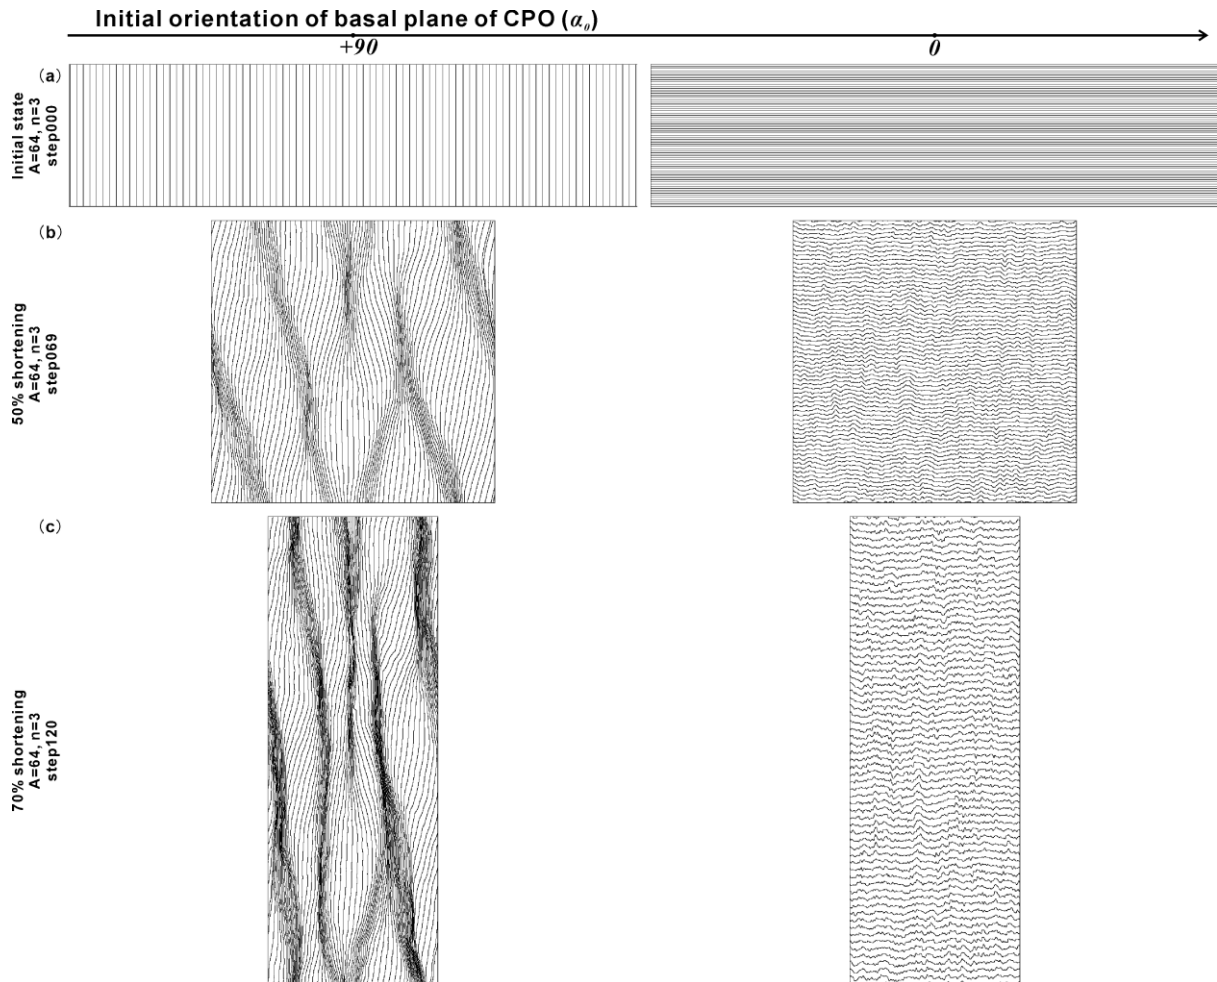 Initial orientation of basal plane of CPO (α₀)
+90
0
(a)
Initial state
A=64, n=3
step000
(b)
50% shortening
A=64, n=3
step069
(c)
70% shortening
A=64, n=3
step120